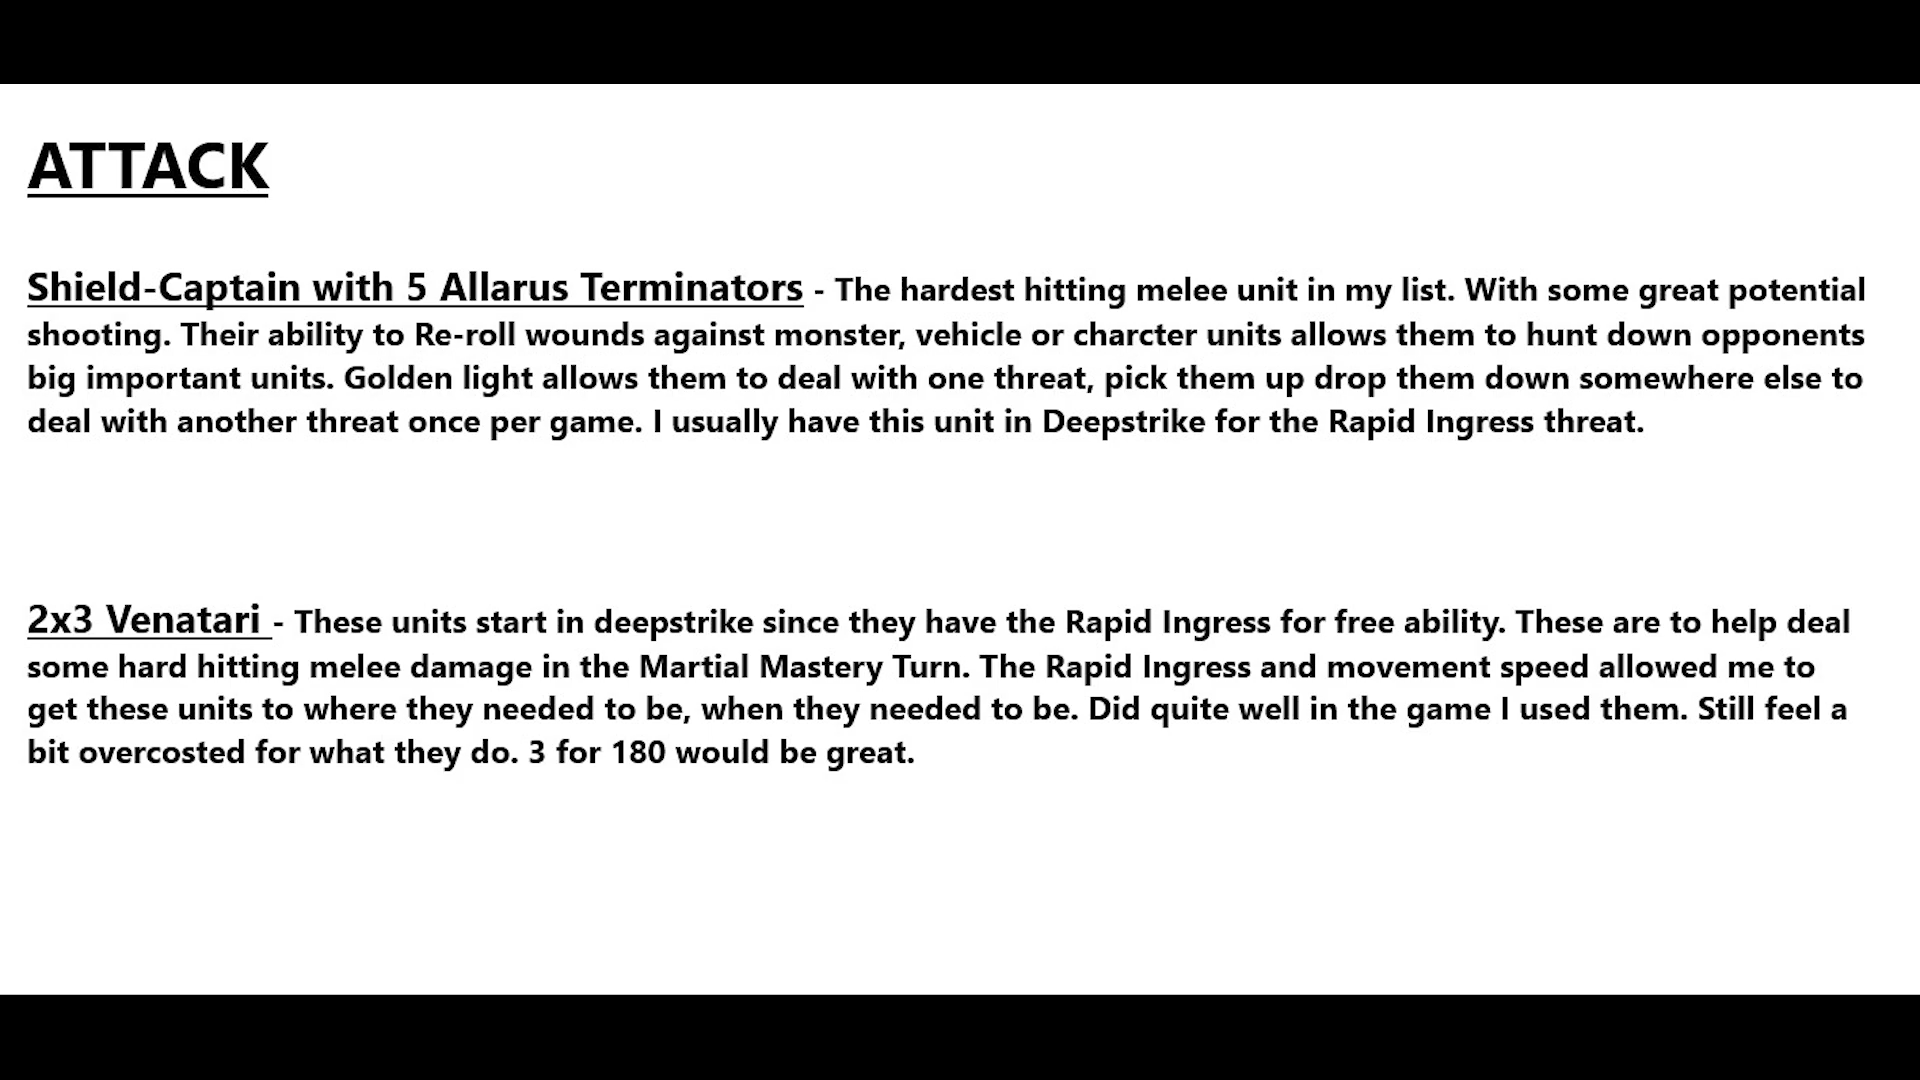 ATTACK
Shield-Captain with 5 Allarus Terminators - The hardest hitting melee unit in my list. With some great potential
shooting. Their ability to Re-roll wounds against monster, vehicle or charcter units allows them to hunt down opponents
big important units. Golden light allows them to deal with one threat, pick them up drop them down somewhere else to
deal with another threat once per game. I usually have this unit in Deepstrike for the Rapid Ingress threat.
2x3 Venatari - These units start in deepstrike since they have the Rapid Ingress for free ability. These are to help deal
some hard hitting melee damage in the Martial Mastery Turn. The Rapid Ingress and movement speed allowed me to
get these units to where they needed to be, when they needed to be. Did quite well in the game I used them. Still feel a
bit overcosted for what they do. 3 for 180 would be great.